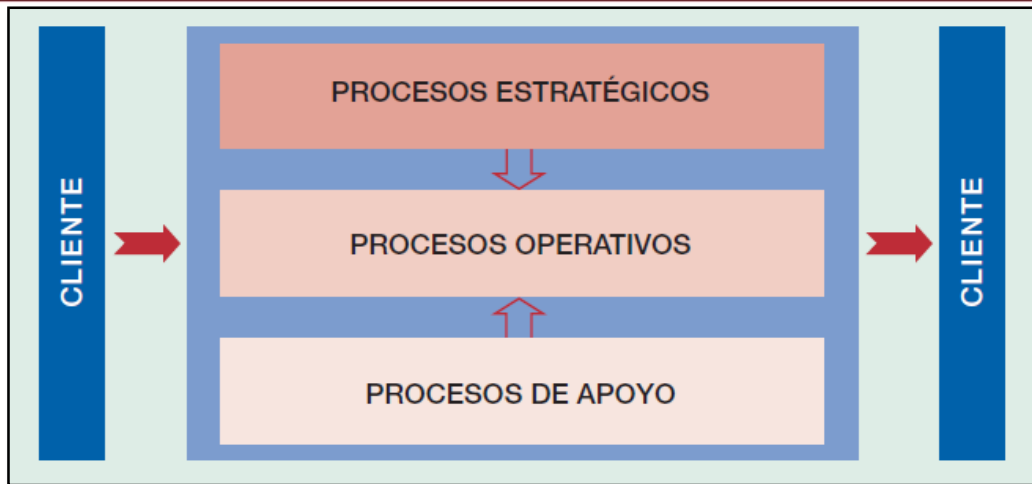 CLIENTE
PROCESOS ESTRATÉGICOS
PROCESOS OPERATIVOS
PROCESOS DE APOYO
CLIENTE